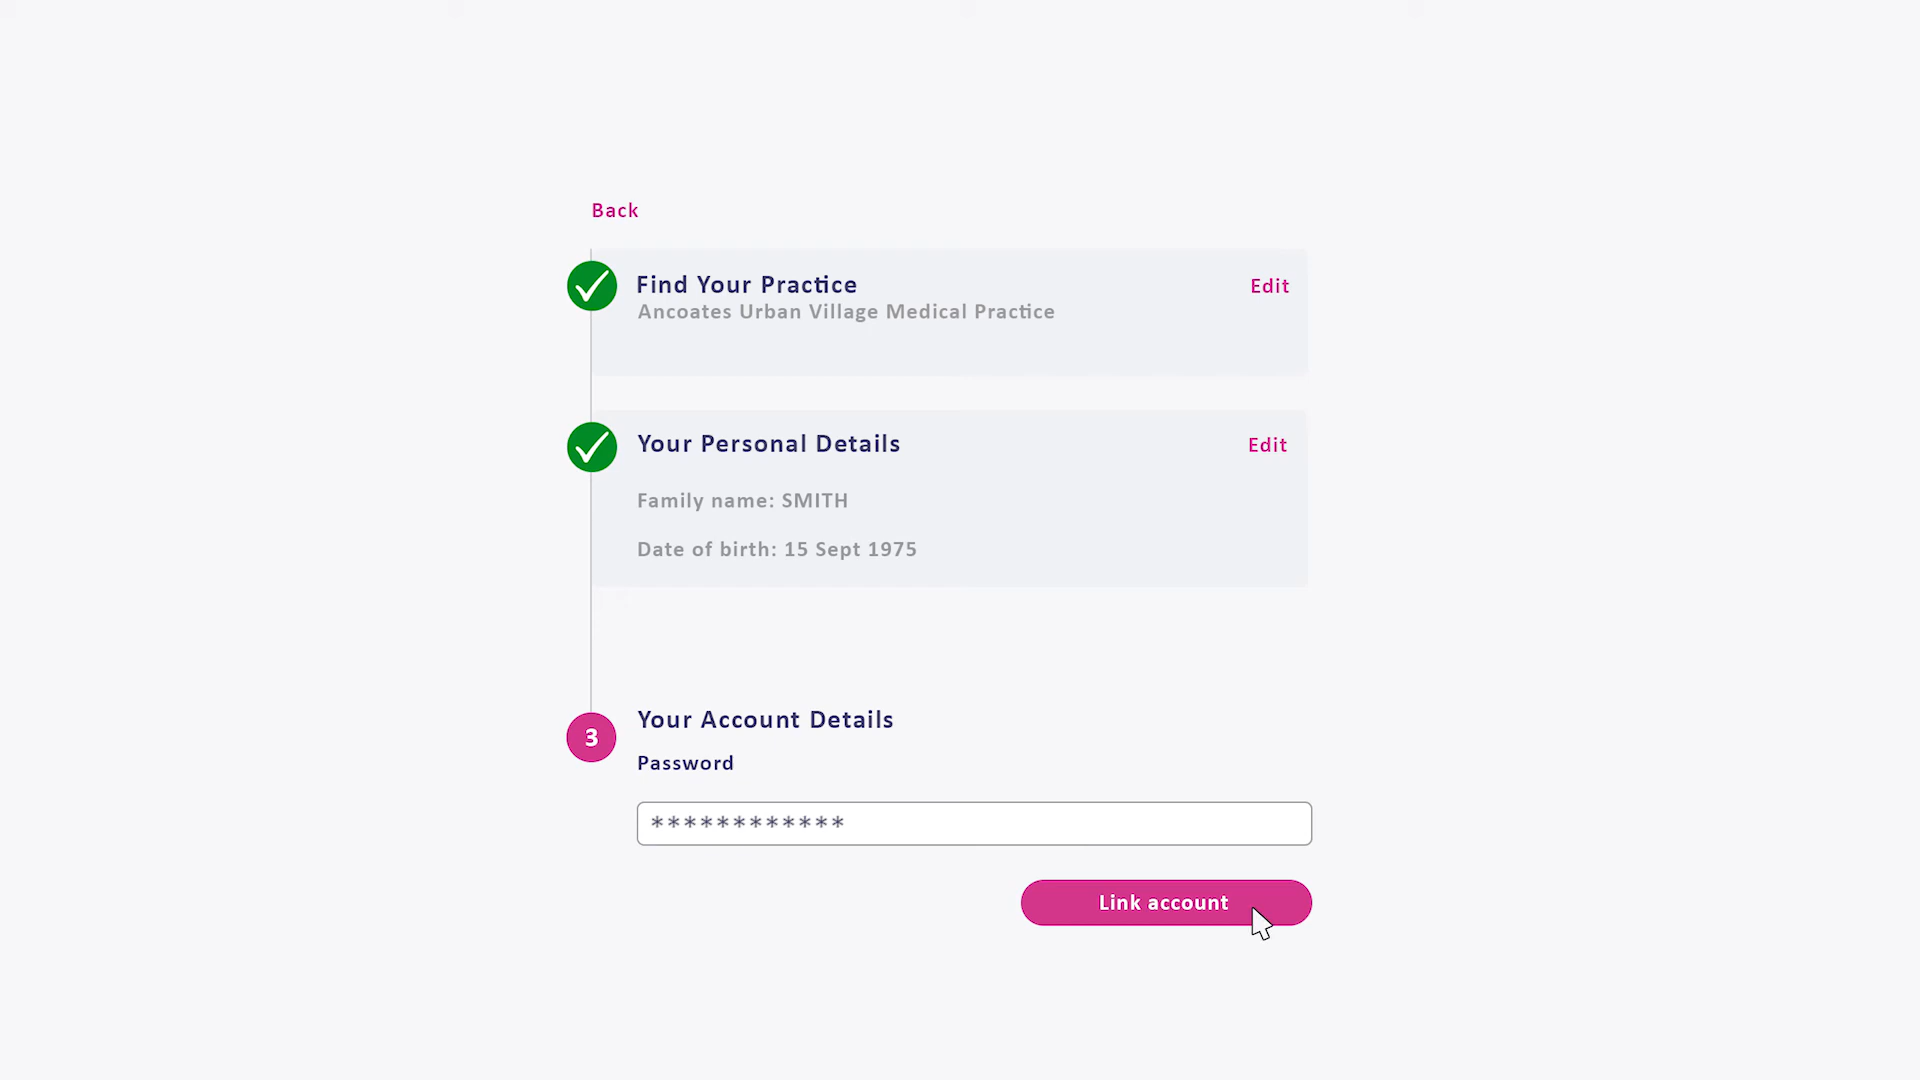 Back
Find Your Practice
Edit
Ancoates Urban Village Medical Practice
Your Personal Details
Edit
Family name: SMITH
Date of birth: 15 Sept 1975
3
Your Account Details
Password
************
Link account